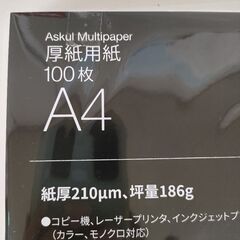 Askul Multipaper
厚紙用紙
100枚
A4
紙厚210μm、坪量186g
●コピー機、レーザープリンタ、インクジェットプ
（カラー、モノクロ対応）